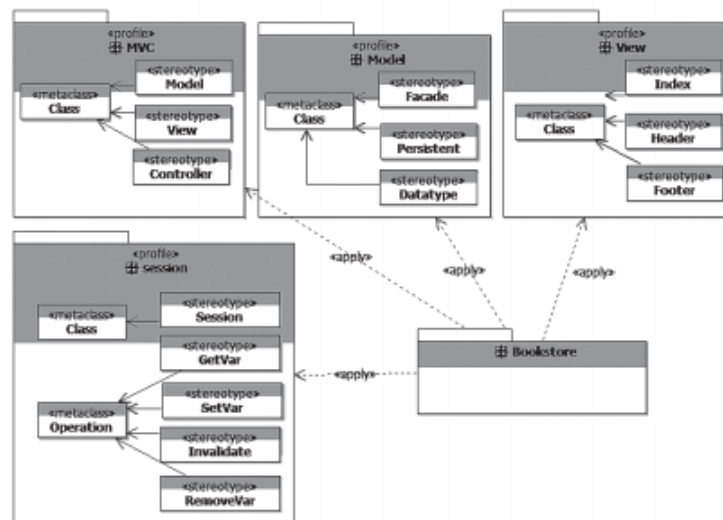 «profile»
MVC
«stereotype»
Model
«metaclass»
Class
«stereotype»
View
«stereotype»
Controller
«profile»
Model
«stereotype»
Facade
«metaclass»
Class
«stereotype»
Persistent
«stereotype»
Datatype
«profile»
View
«stereotype»
Index
«metaclass»
Class
«stereotype»
Header
«stereotype»
Footer
«apply»
«apply»
«apply»
«profile»
session
«stereotype»
Session
«metaclass»
Class
«stereotype»
GetVar
«stereotype»
SetVar
«metaclass»
Operation
«stereotype»
Invalidate
«stereotype»
RemoveVar
«apply»
Bookstore